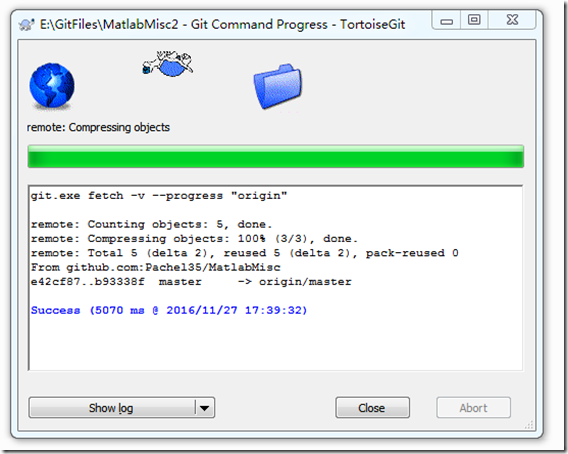 E:\GitFiles\MatlabMisc2 - Git Command Progress - TortoiseGit
remote: Compressing objects
git.exe fetch -v --progress "origin"
remote: Counting objects: 5, done.
remote: Compressing objects: 100% (3/3), done.
remote: Total 5 (delta 2), reused 5 (delta 2), pack-reused 0
From github.com:Pachel35/MatlabMisc
e42cf87..b93338f  master     -> origin/master
Success (5070 ms @ 2016/11/27 17:39:32)
Show log
Close
Abort